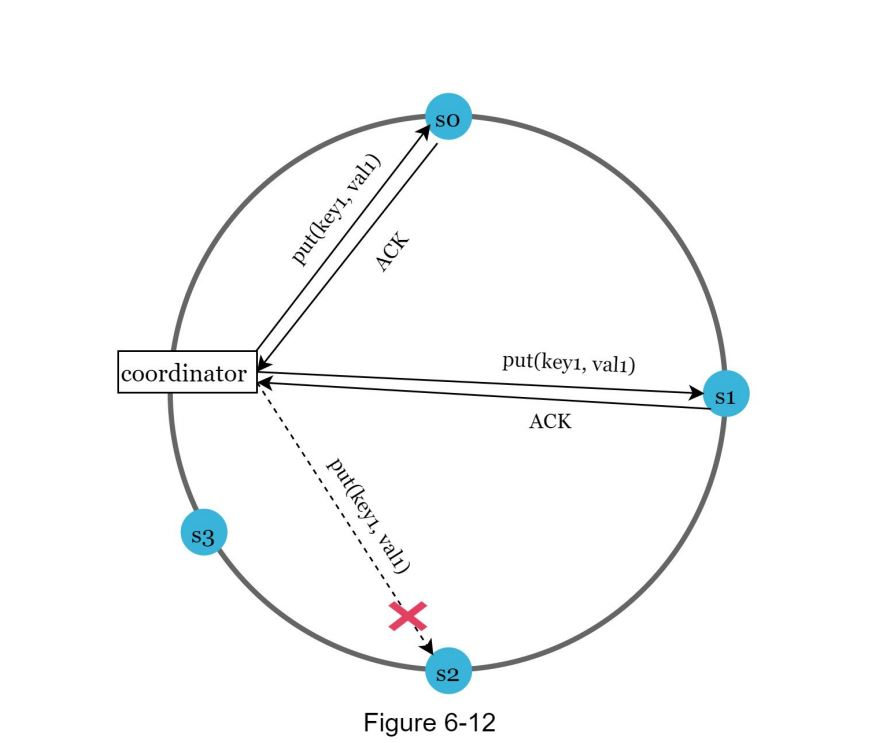 s0
put(key1, val1)
ACK
put(key1, val1)
coordinator
s1
ACK
put(key1, val1)
s3
s2
Figure 6-12